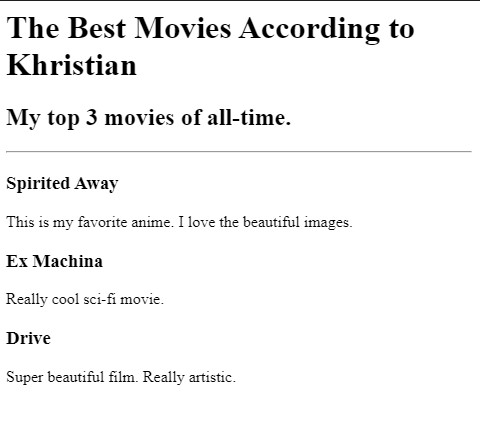 The Best Movies According to
Khristian
My top 3 movies of all-time.
Spirited Away
This is my favorite anime. I love the beautiful images.
Ex Machina
Really cool sci-fi movie.
Drive
Super beautiful film. Really artistic.